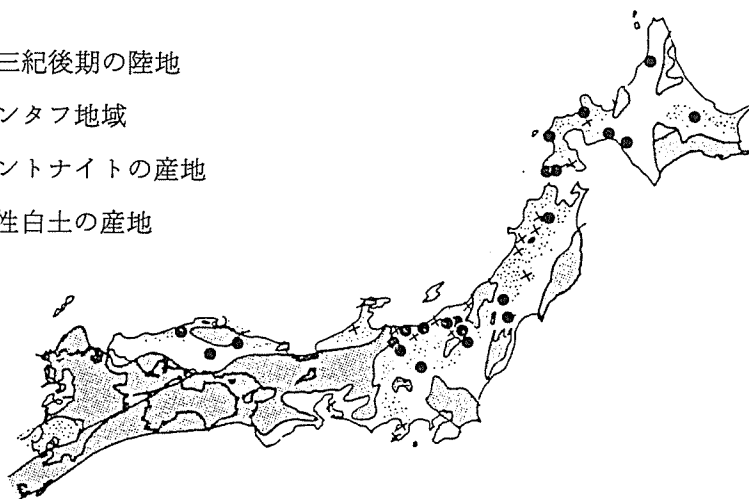 三紀後期の陸地
ンタフ地域
ントナイトの産地
性白土の産地